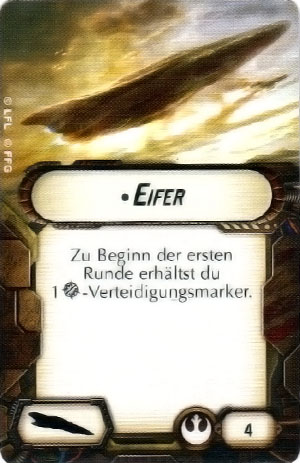 © LFL © FFG
• EIFER
Zu Beginn der ersten
Runde erhältst du
1 -Verteidigungsmarker.
4